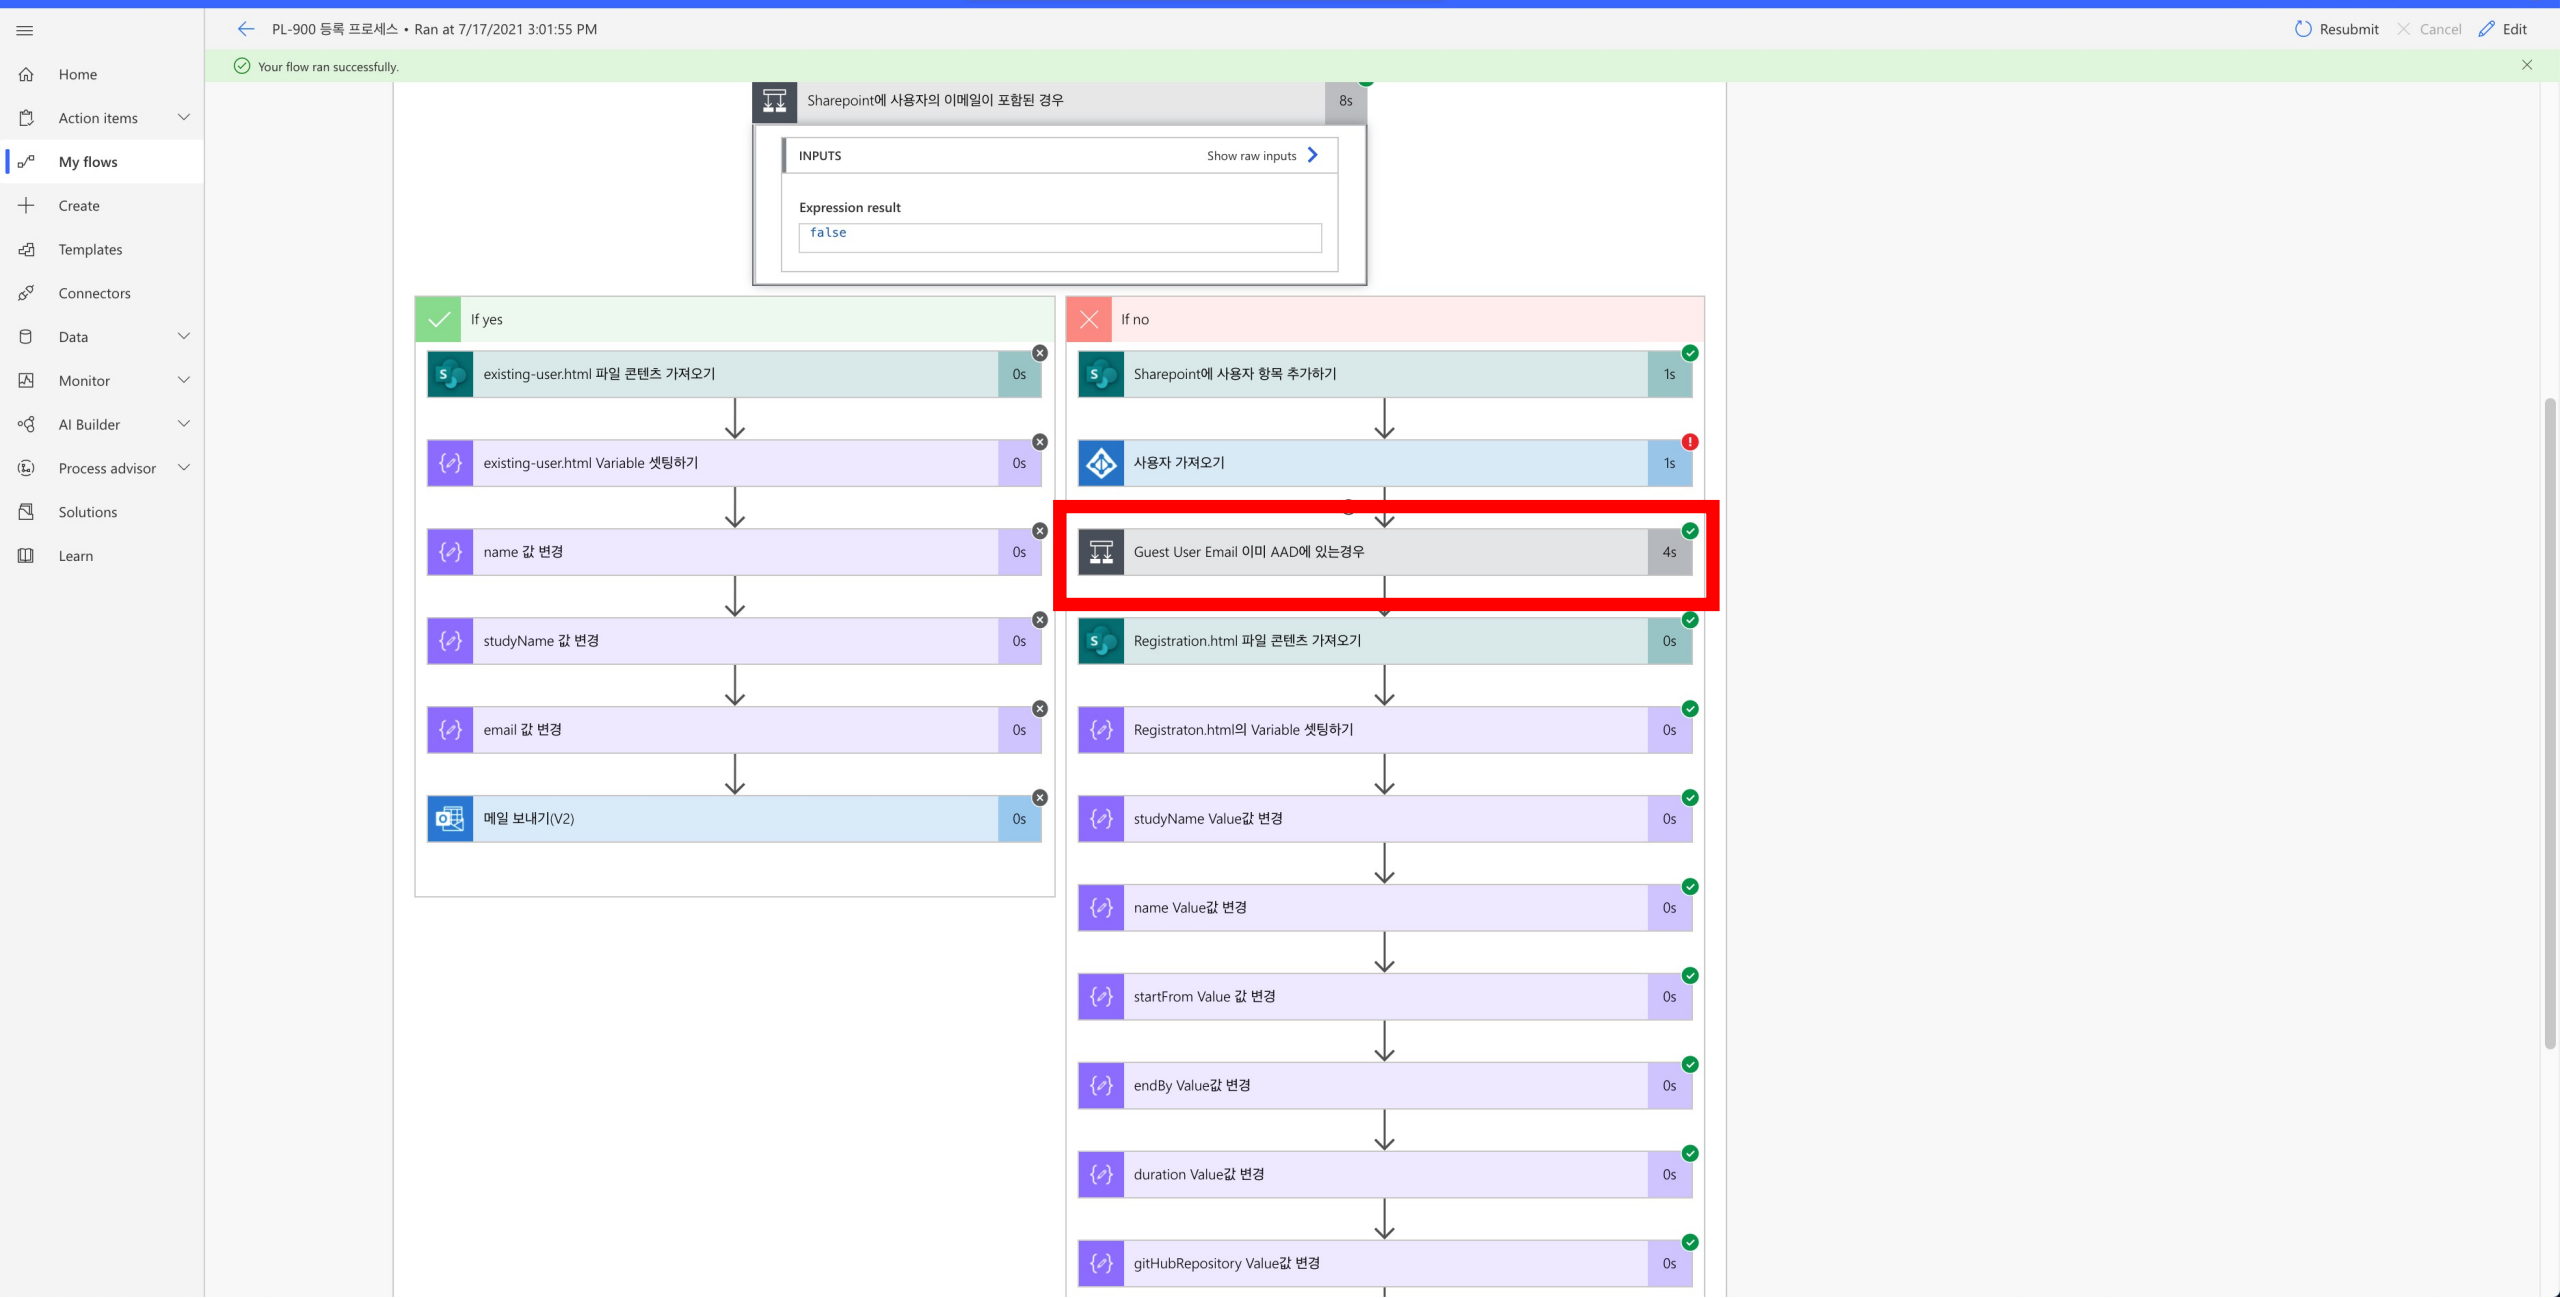 PL-900 등록 프로세스 • Ran at 7/17/2021 3:01:55 PM
Resubmit
Cancel
Edit
Your flow ran successfully.
Home
Action items
My flows
Create
Templates
Connectors
Data
Monitor
AI Builder
Process advisor
Solutions
Learn
Sharepoint에 사용자의 이메일이 포함된 경우 8s
INPUTS Show raw inputs
Expression result
false
If yes
existing-user.html 파일 콘텐츠 가져오기 0s
existing-user.html Variable 셋팅하기 0s
name 값 변경 0s
studyName 값 변경 0s
email 값 변경 0s
메일 보내기(V2) 0s
If no
Sharepoint에 사용자 항목 추가하기 1s
사용자 가져오기 1s
Guest User Email 이미 AAD에 있는경우 4s
Registration.html 파일 콘텐츠 가져오기 0s
Registraton.html의 Variable 셋팅하기 0s
studyName Value값 변경 0s
name Value값 변경 0s
startFrom Value 값 변경 0s
endBy Value값 변경 0s
duration Value값 변경 0s
gitHubRepository Value값 변경 0s